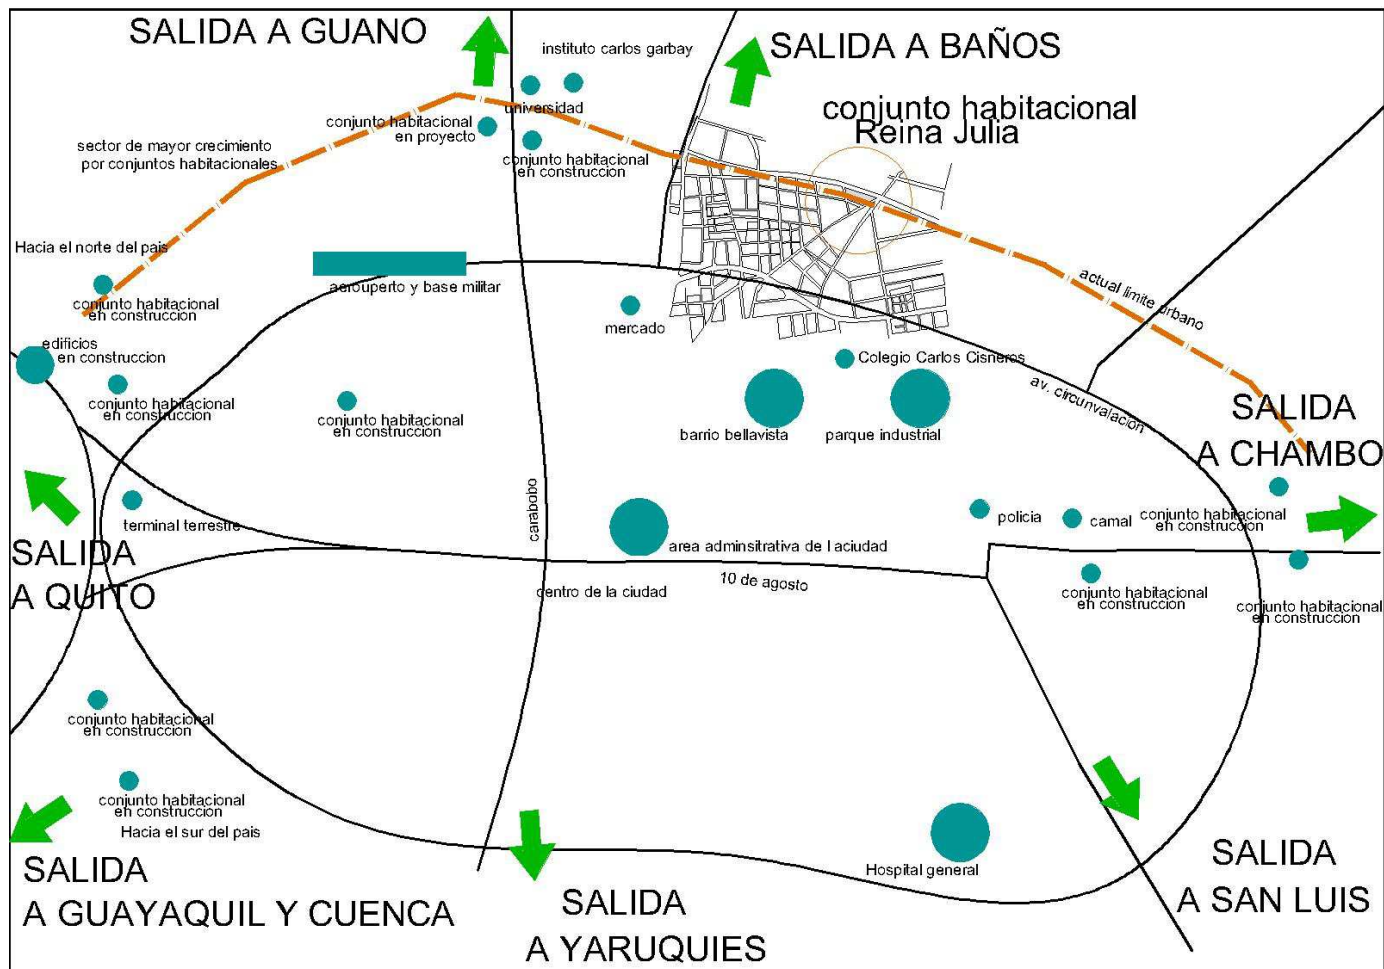 SALIDA A GUANO
instituto carlos garbay
SALIDA A BAÑOS
conjunto habitacional
Reina Julia
universidad
conjunto habitacional
en proyecto
sector de mayor crecimiento
por conjuntos habitacionales
conjunto habitacional
en construccion
Hacia el norte del pais
conjunto habitacional
en construccion
aerouperto y base militar
mercado
actual limite urbano
edificios
en construccion
Colegio Carlos Cisneros
av. circunvalación
conjunto habitacional
en construccion
conjunto habitacional
en construccion
barrio bellavista
parque industrial
SALIDA
A CHAMBO
carabobo
terminal terrestre
policia
camal
conjunto habitacional
en construccion
area adminsitrativa de l aciudad
SALIDA
A QUITO
10 de agosto
centro de la ciudad
conjunto habitacional
en construccion
conjunto habitacional
en construccion
conjunto habitacional
en construccion
conjunto habitacional
en construccion
Hacia el sur del pais
SALIDA
A GUAYAQUIL Y CUENCA
Hospital general
SALIDA
A YARUQUIES
SALIDA
A SAN LUIS